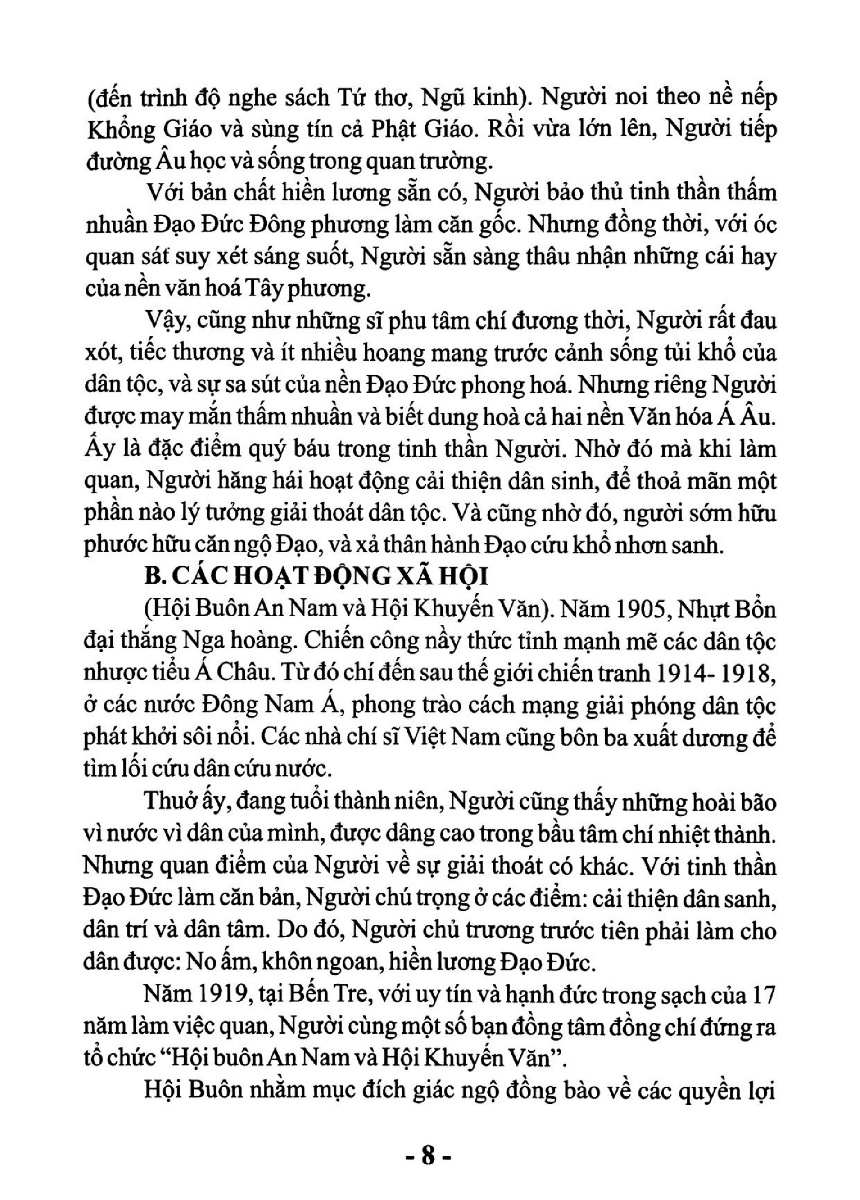 (đến trình độ nghe sách Tứ thơ, Ngũ kinh). Người noi theo nề nếp
Khổng Giáo và sùng tín cả Phật Giáo. Rồi vừa lớn lên, Người tiếp
đường Âu học và sống trong quan trường.
Với bản chất hiền lương sẵn có, Người bảo thủ tinh thần thấm
nhuần Đạo Đức Đông phương làm căn gốc. Nhưng đồng thời, với óc
quan sát suy xét sáng suốt, Người sẵn sàng thâu nhận những cái hay
của nền văn hoá Tây phương.
Vậy, cũng như những sĩ phu tâm chí đương thời, Người rất đau
xót, tiếc thương và ít nhiều hoang mang trước cảnh sống tủi khổ của
dân tộc, và sự sa sút của nền Đạo Đức phong hoá. Nhưng riêng Người
được may mắn thấm nhuần và biết dung hoà cả hai nền Văn hóa Á Âu.
Ấy là đặc điểm quý báu trong tinh thần Người. Nhờ đó mà khi làm
quan, Người hăng hái hoạt động cải thiện dân sinh, để thoả mãn một
phần nào lý tưởng giải thoát dân tộc. Và cũng nhờ đó, người sớm hữu
phước hữu căn ngộ Đạo, và xả thân hành Đạo cứu khổ nhơn sanh.
B. CÁC HOẠT ĐỘNG XÃ HỘI
(Hội Buôn An Nam và Hội Khuyến Văn). Năm 1905, Nhựt Bổn
đại thắng Nga hoàng. Chiến công nầy thức tỉnh mạnh mẽ các dân tộc
nhược tiểu Á Châu. Từ đó chí đến sau thế giới chiến tranh 1914- 1918,
ở các nước Đông Nam Á, phong trào cách mạng giải phóng dân tộc
phát khởi sôi nổi. Các nhà chí sĩ Việt Nam cũng bôn ba xuất dương để
tìm lối cứu dân cứu nước.
Thuở ấy, đang tuổi thành niên, Người cũng thấy những hoài bão
vì nước vì dân của mình, được dâng cao trong bầu tâm chí nhiệt thành.
Nhưng quan điểm của Người về sự giải thoát có khác. Với tinh thần
Đạo Đức làm căn bản, Người chú trọng ở các điểm: cải thiện dân sanh,
dân trí và dân tâm. Do đó, Người chủ trương trước tiên phải làm cho
dân được: No ấm, khôn ngoan, hiền lương Đạo Đức.
Năm 1919, tại Bến Tre, với uy tín và hạnh đức trong sạch của 17
năm làm việc quan, Người cùng một số bạn đồng tâm đồng chí đứng ra
tổ chức “Hội buôn An Nam và Hội Khuyến Văn”.
Hội Buôn nhằm mục đích giác ngộ đồng bào về các quyền lợi
- 8 -